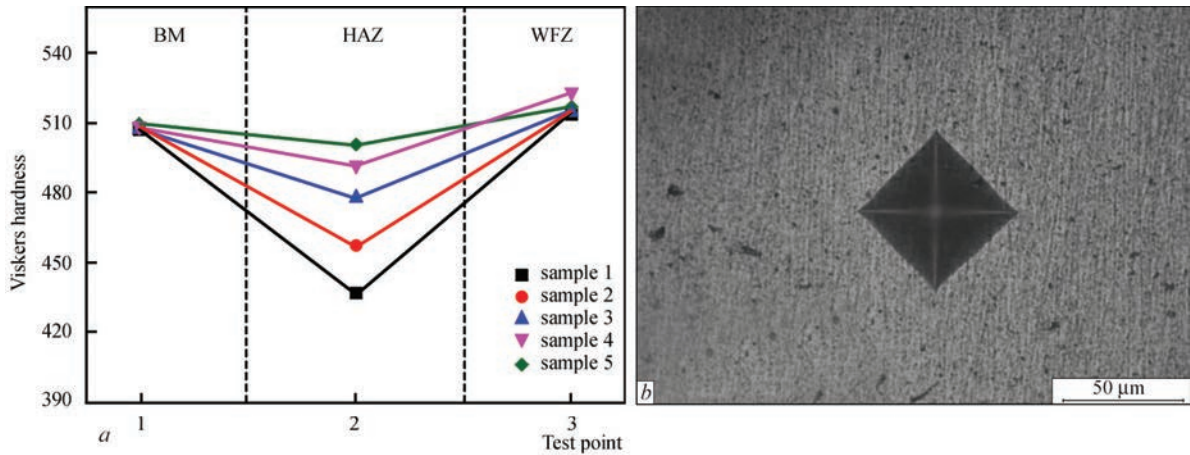 BM HAZ WFZ
540
510
480
450
420
390
Viskers hardness
sample 1
sample 2
sample 3
sample 4
sample 5
1 2 3
Test point
a
b
50 µm